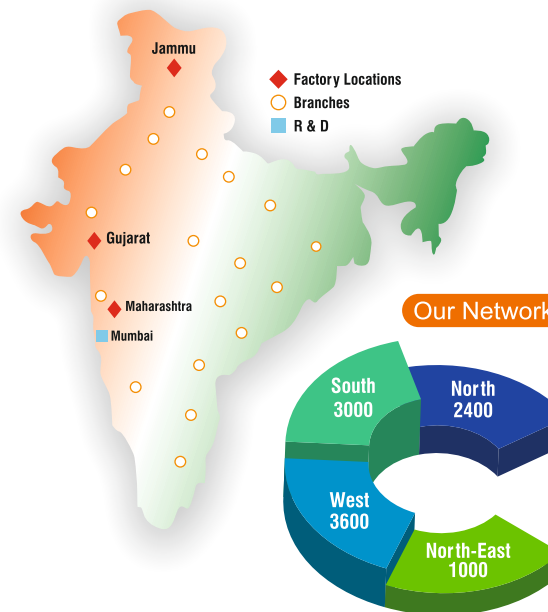 Jammu
Factory Locations
Branches
R & D
Gujarat
Maharashtra
Mumbai
Our Network
South
3000
North
2400
West
3600
North-East
1000